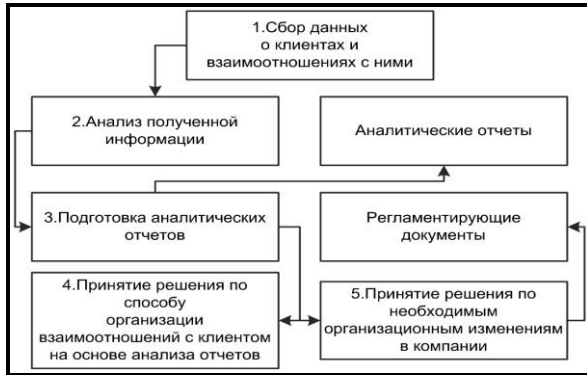 1.Сбор данных
о клиентах и
взаимоотношениях с ними
2.Анализ полученной
информации
Аналитические отчеты
3.Подготовка аналитических
отчетов
Регламентирующие
документы
4.Принятие решения по
способу
организации
взаимоотношений с клиентом
на основе анализа отчетов
5.Принятие решения по
необходимым
организационным изменениям
в компании